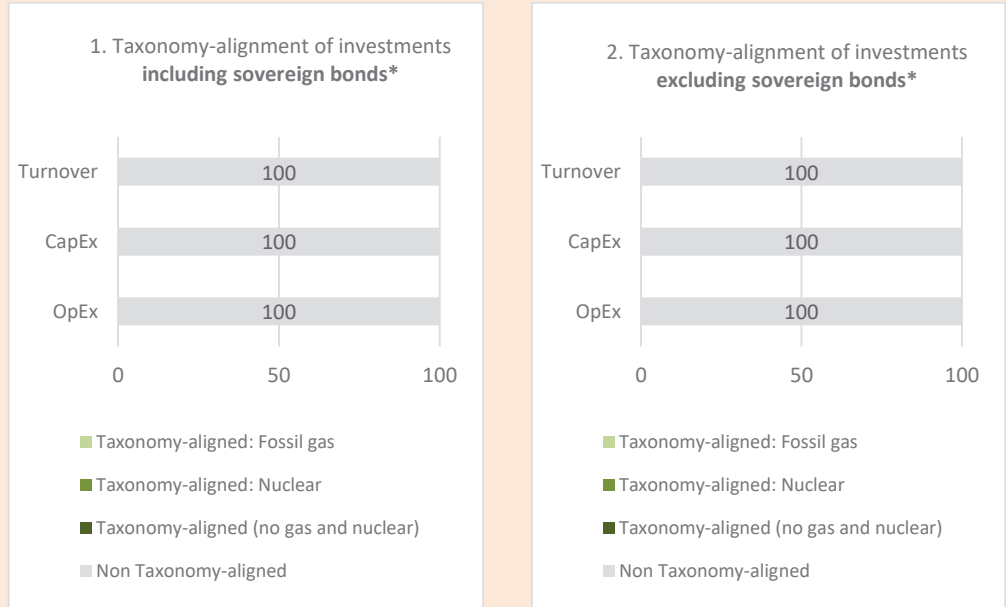 1. Taxonomy-alignment of investments
including sovereign bonds*
Turnover
100
CapEx
100
OpEx
100
0
50
100
Taxonomy-aligned: Fossil gas
Taxonomy-aligned: Nuclear
Taxonomy-aligned (no gas and nuclear)
Non Taxonomy-aligned
2. Taxonomy-alignment of investments
excluding sovereign bonds*
Turnover
100
CapEx
100
OpEx
100
0
50
100
Taxonomy-aligned: Fossil gas
Taxonomy-aligned: Nuclear
Taxonomy-aligned (no gas and nuclear)
Non Taxonomy-aligned